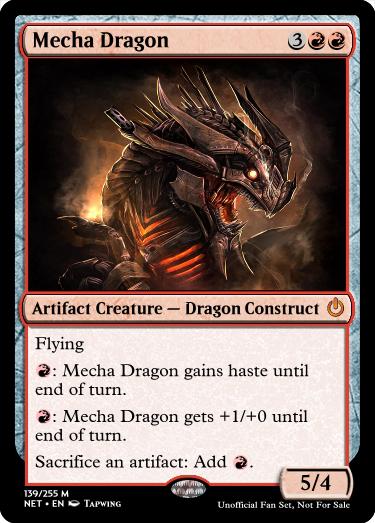 Mecha Dragon 3
Artifact Creature — Dragon Construct
Flying
: Mecha Dragon gains haste until
end of turn.
: Mecha Dragon gets +1/+0 until
end of turn.
Sacrifice an artifact: Add .
5/4
139/255 M
NET • EN TAPWING
Unofficial Fan Set, Not For Sale